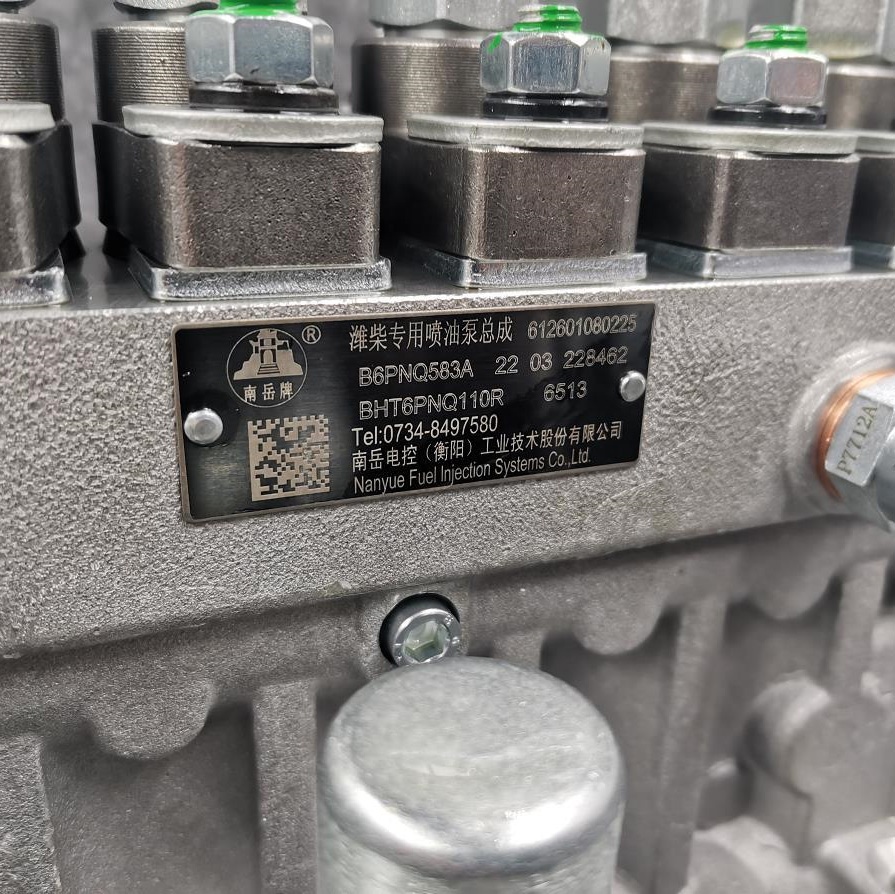 ®
南岳牌
潍柴专用喷油泵总成 612601080225
B6PNQ583A 22 03 228462
BHT6PNQ110R 6513
Tel:0734-8497580
南岳电控（衡阳）工业技术股份有限公司
Nanyue Fuel Injection Systems Co.,Ltd.
P7712A